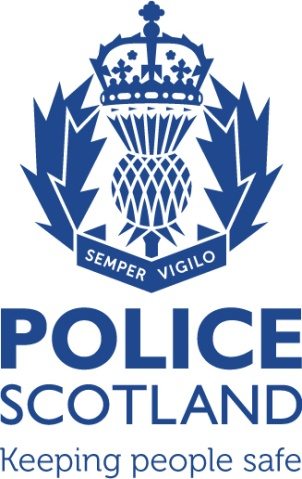 SEMPER VIGILO
POLICE
SCOTLAND
Keeping people safe